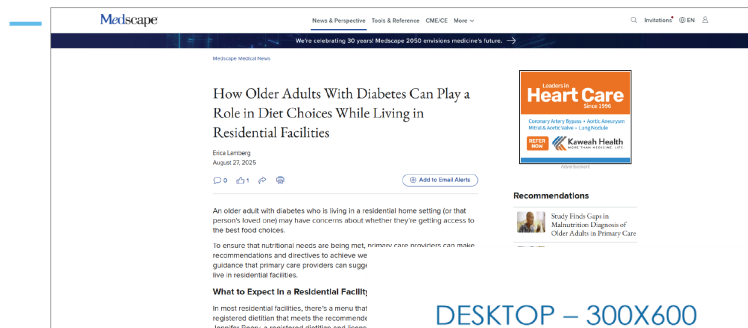 Medscape
News & Perspective Tools & Reference CME/CE More
Invitations EN
We're celebrating 30 years! Medscape 2050 envisions medicine's future.
Medscape Medical News
How Older Adults With Diabetes Can Play a
Role in Diet Choices While Living in
Residential Facilities
Erica Lamberg
August 27, 2025
0 1
Add to Email Alerts
An older adult with diabetes who is living in a residential home setting (or that
person's loved one) may have concerns about whether they're getting access to
the best food choices.
To ensure that nutritional needs are being met, primary care providers can make
recommendations and directives to achieve we
guidance that primary care providers can sugge
live in residential facilities.
What to Expect in a Residential Facility
In most residential facilities, there's a menu that
registered dietitian that meets the recommende
a registered dietitian and
Leaders in
Heart Care
Since 1996
Coronary Artery Bypass • Aortic Aneurysm
Mitral & Aortic Valve • Lung Nodule
REFER
NOW
Kaweah Health
MORE THAN MEDICINE. LIFE.
Advertisement
Recommendations
Study Finds Gaps in
Malnutrition Diagnosis of
Older Adults in Primary Care
DESKTOP – 300X600